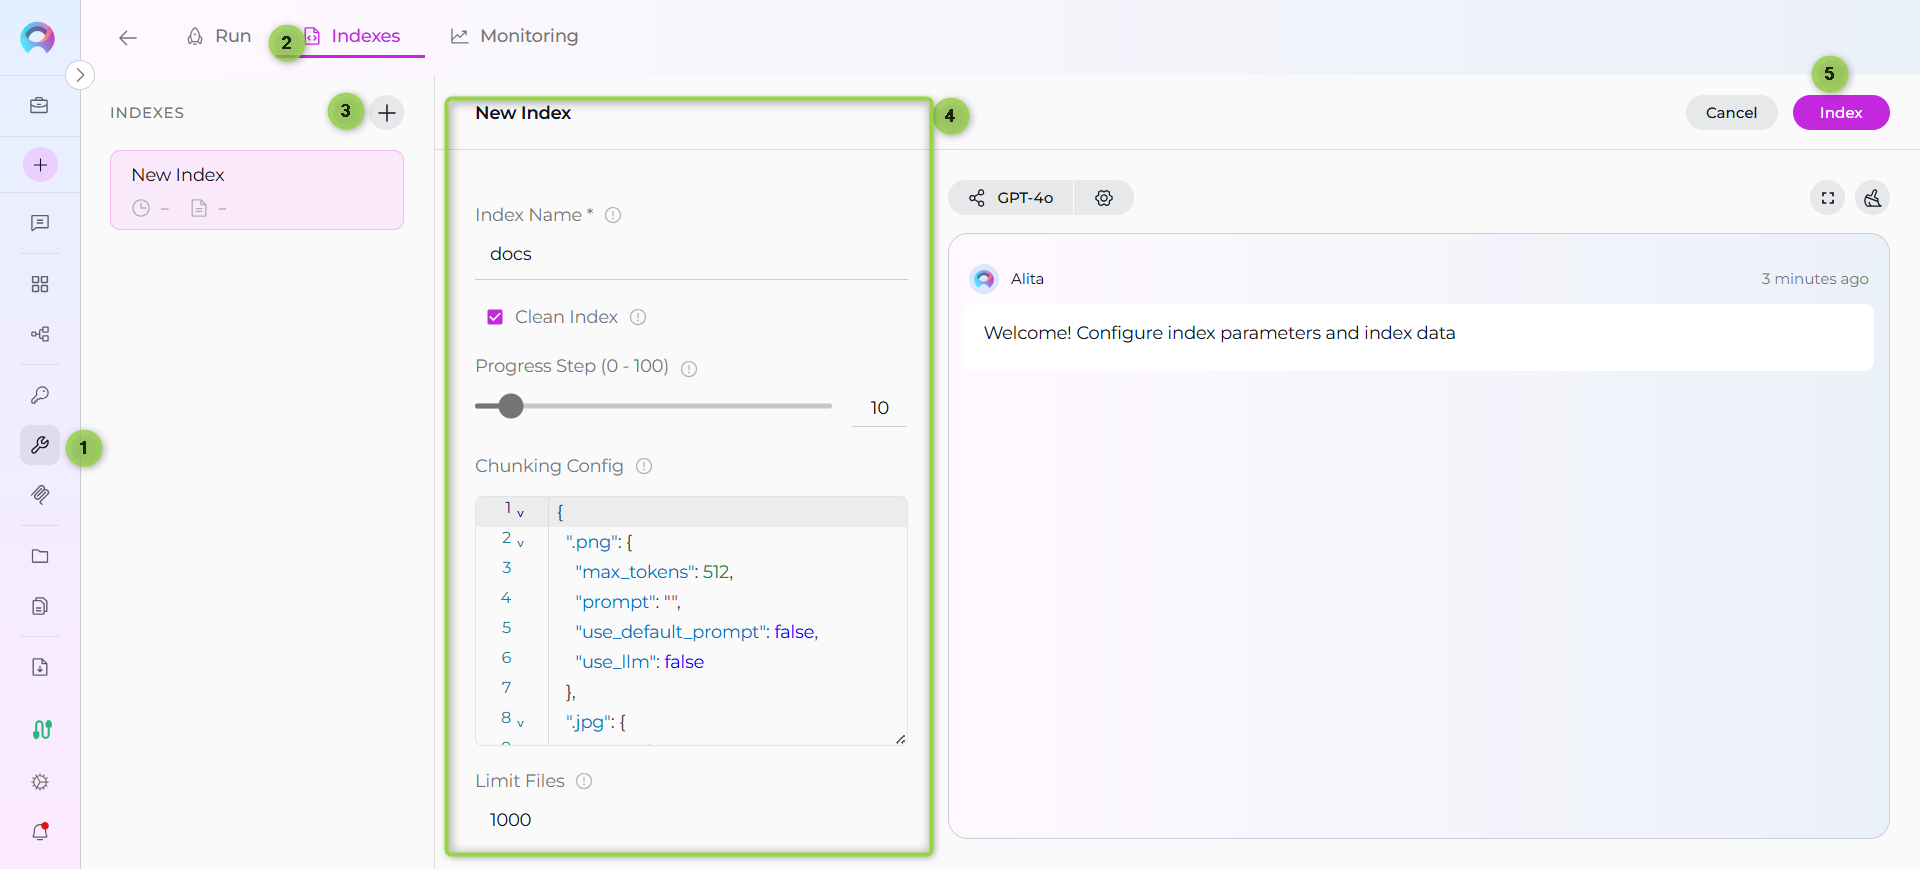 Run
2
Indexes
Monitoring
INDEXES
3
New Index
–
–
1
New Index
4
5
Cancel
Index
Index Name *
docs
Clean Index
Progress Step (0 - 100)
10
Chunking Config
1 {
2 ".png": {
3 "max_tokens": 512,
4 "prompt": "",
5 "use_default_prompt": false,
6 "use_llm": false
7 },
8 ".jpg": {
Limit Files
1000
GPT-4o
Alita
3 minutes ago
Welcome! Configure index parameters and index data